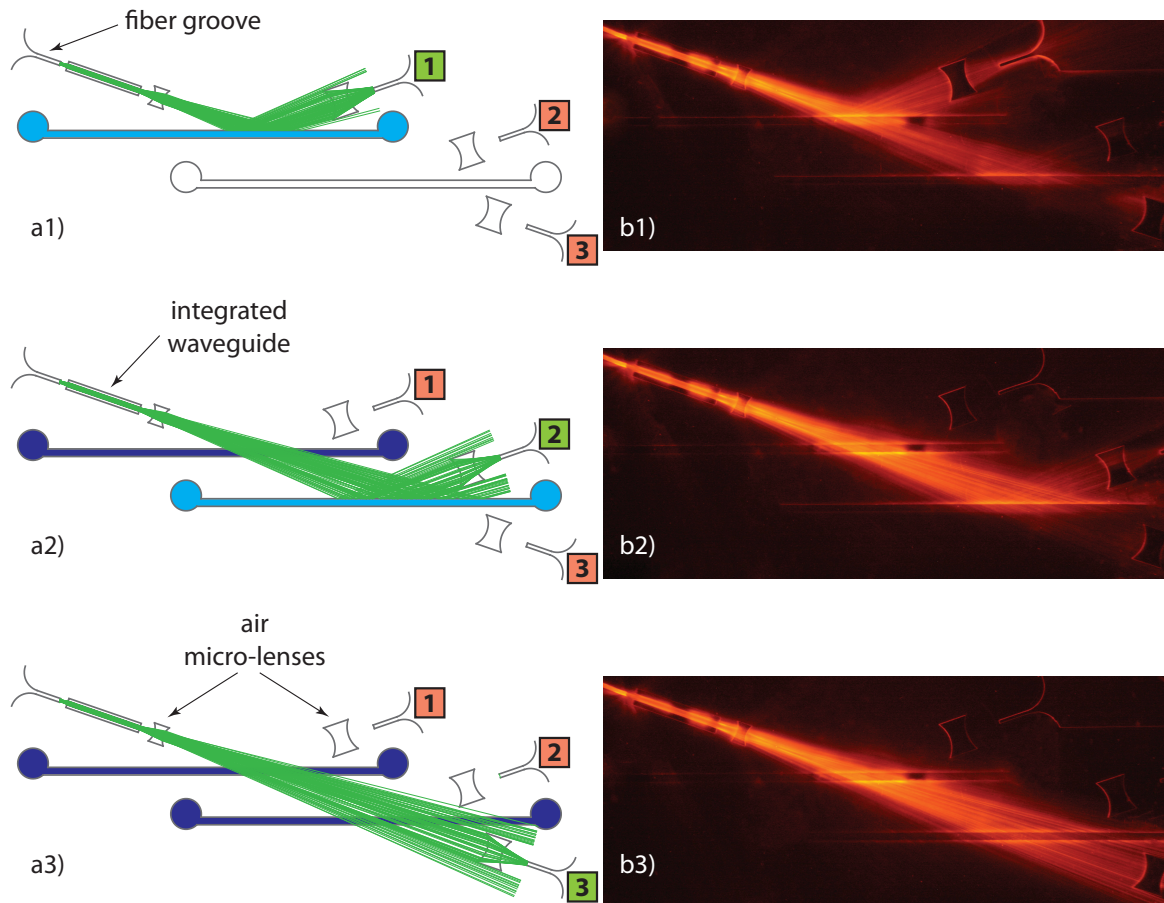 fiber groove
1
2
3
a1)
b1)
integrated
waveguide
1
2
3
a2)
b2)
air
micro-lenses
1
2
3
a3)
b3)